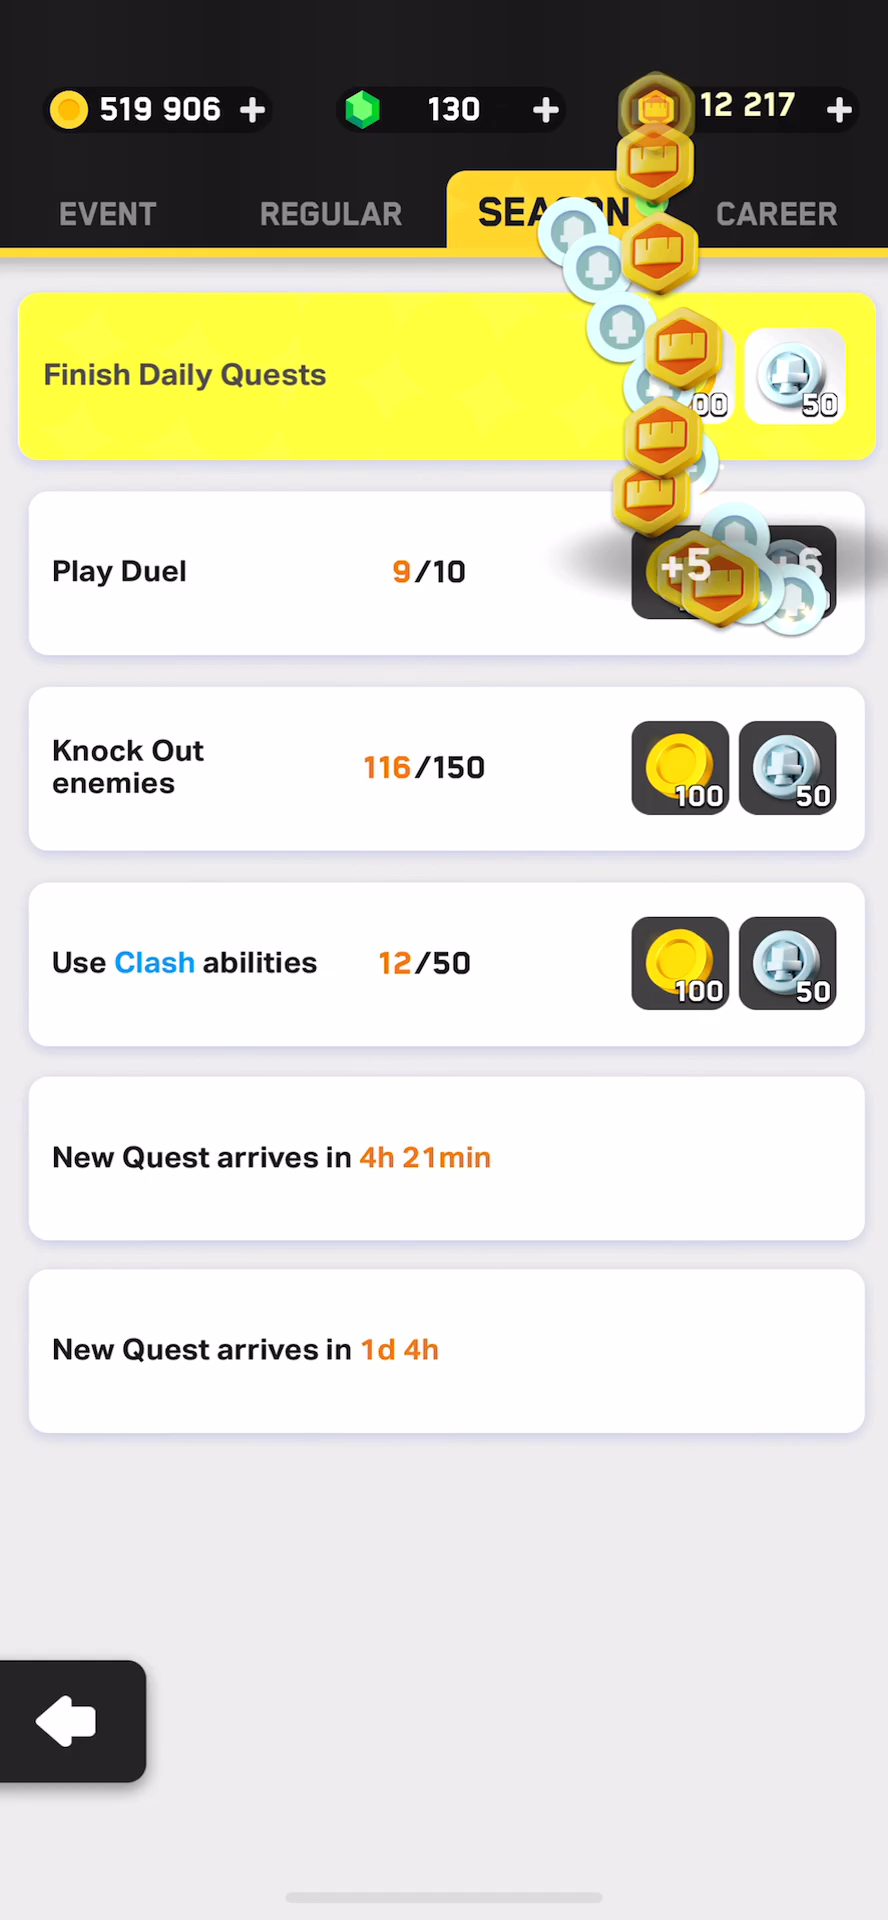 519 906 +
130 +
12 217 +
EVENT
REGULAR
CAREER
Finish Daily Quests
50
Play Duel
9/10
+5
+6
Knock Out
enemies
116/150
100
50
Use Clash abilities
12/50
100
50
New Quest arrives in 4h 21min
New Quest arrives in 1d 4h